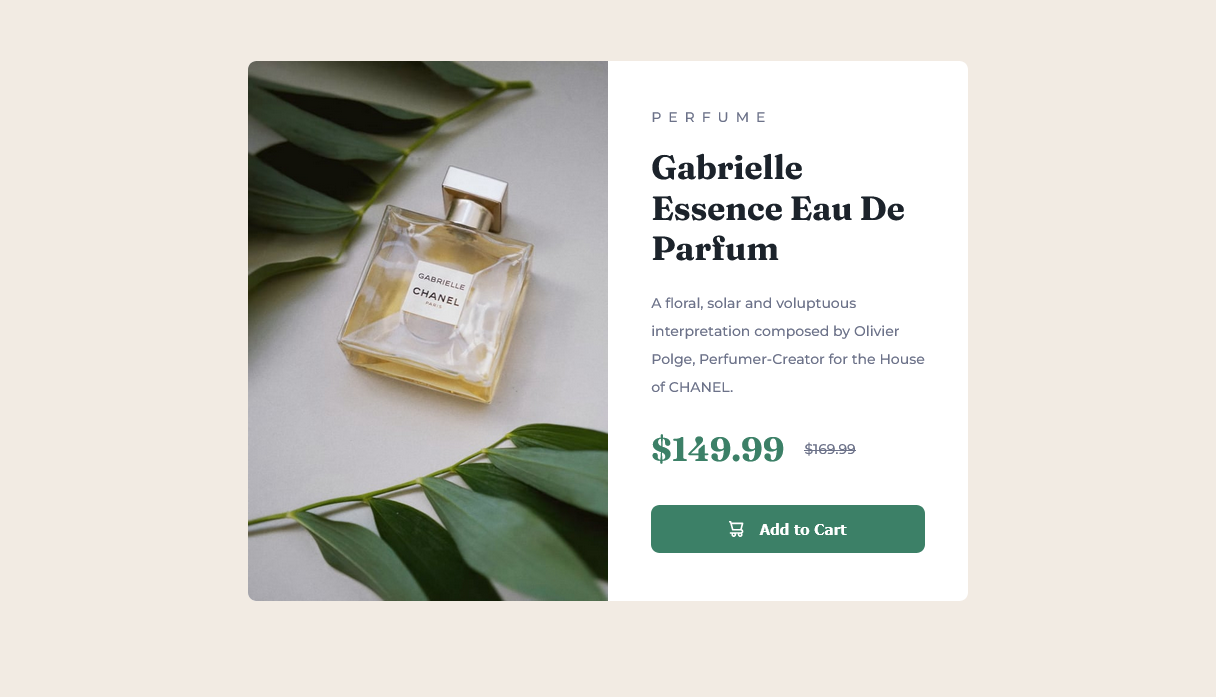 GABRIELLE
CHANEL
PARIS
PERFUME
Gabrielle
Essence Eau De
Parfum
A floral, solar and voluptuous
interpretation composed by Olivier
Polge, Perfumer-Creator for the House
of CHANEL.
$149.99 $169.99
Add to Cart